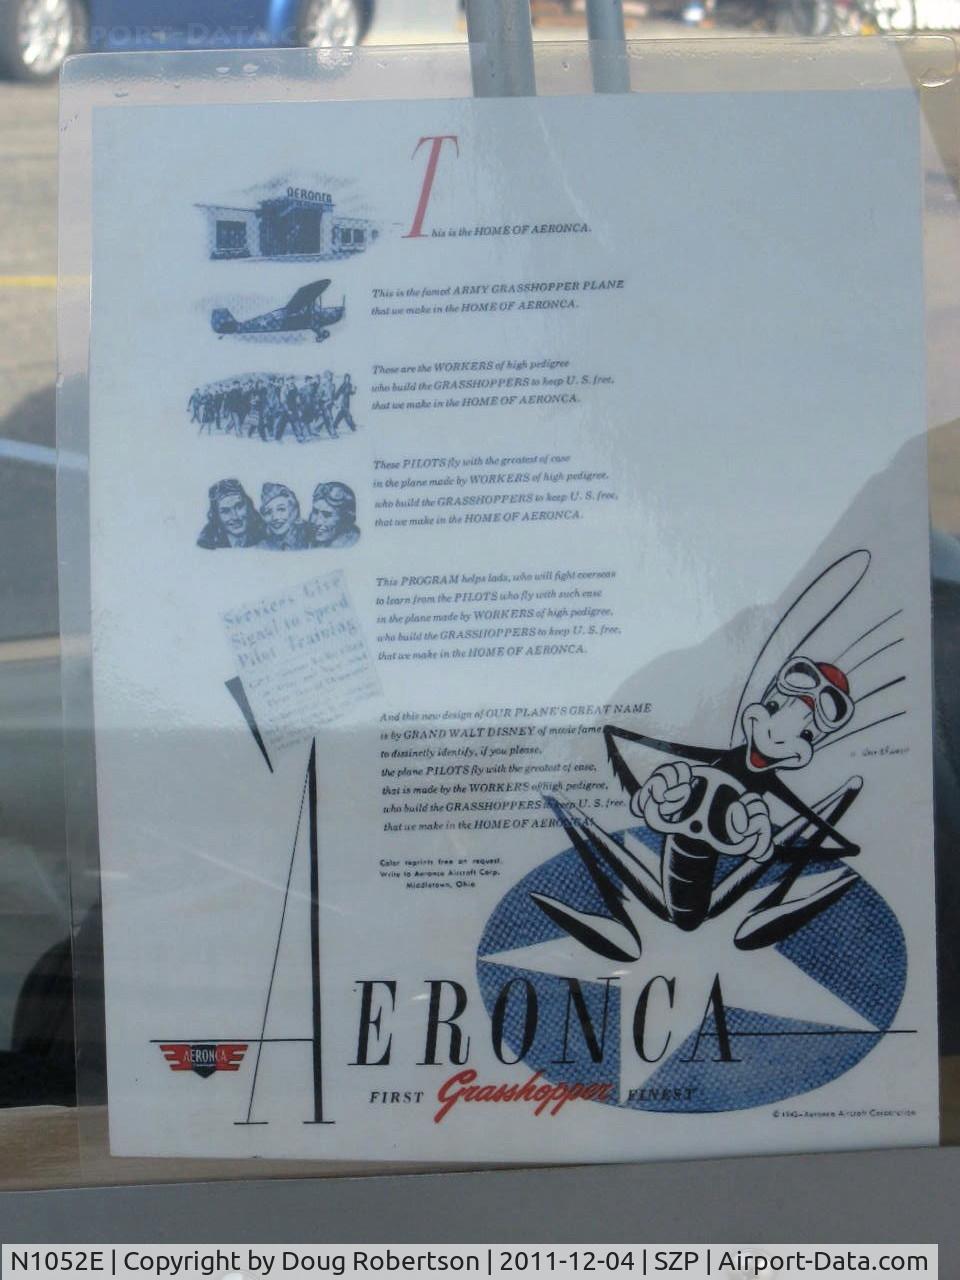 AIRPORT-DATA.COM
AERONCA
This is the HOME OF AERONCA.
This is the famed ARMY GRASSHOPPER PLANE
that we make in the HOME OF AERONCA.
These are the WORKERS of high pedigree
who build the GRASSHOPPERS to keep U. S. free,
that we make in the HOME OF AERONCA.
These PILOTS fly with the greatest of ease
in the plane made by WORKERS of high pedigree,
who build the GRASSHOPPERS to keep U. S. free,
that we make in the HOME OF AERONCA.
Services Give
Signal to Speed
Pilot Training
This PROGRAM helps lads, who will fight overseas
to learn from the PILOTS who fly with such ease
in the plane made by WORKERS of high pedigree,
who build the GRASSHOPPERS to keep U. S. free,
that we make in the HOME OF AERONCA.
And this new design of OUR PLANE'S GREAT NAME
is by GRAND WALT DISNEY of movie fame,
to distinctly identify, if you please,
the plane PILOTS fly with the greatest of ease,
that is made by the WORKERS of high pedigree,
who build the GRASSHOPPERS to keep U. S. free,
that we make in the HOME OF AERONCA!
Color reprints free on request.
Write to Aeronca Aircraft Corp.
Middletown, Ohio
AERONCA
AERONCA
FIRST Grasshopper FINEST
© 1942-Aeronca Aircraft Corporation
N1052E | Copyright by Doug Robertson | 2011-12-04 | SZP | Airport-Data.com